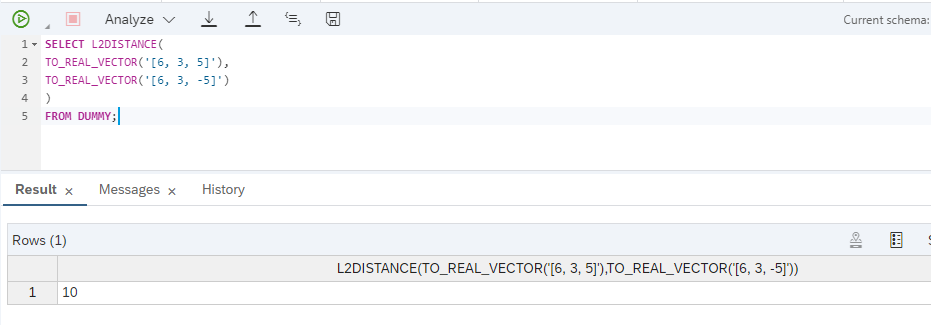 Analyze
Current schema:
1 SELECT L2DISTANCE(
2 TO_REAL_VECTOR('[6, 3, 5]'),
3 TO_REAL_VECTOR('[6, 3, -5]')
4 )
5 FROM DUMMY;
Result × Messages × History
Rows (1)
L2DISTANCE(TO_REAL_VECTOR('[6, 3, 5]'),TO_REAL_VECTOR('[6, 3, -5]'))
1 10